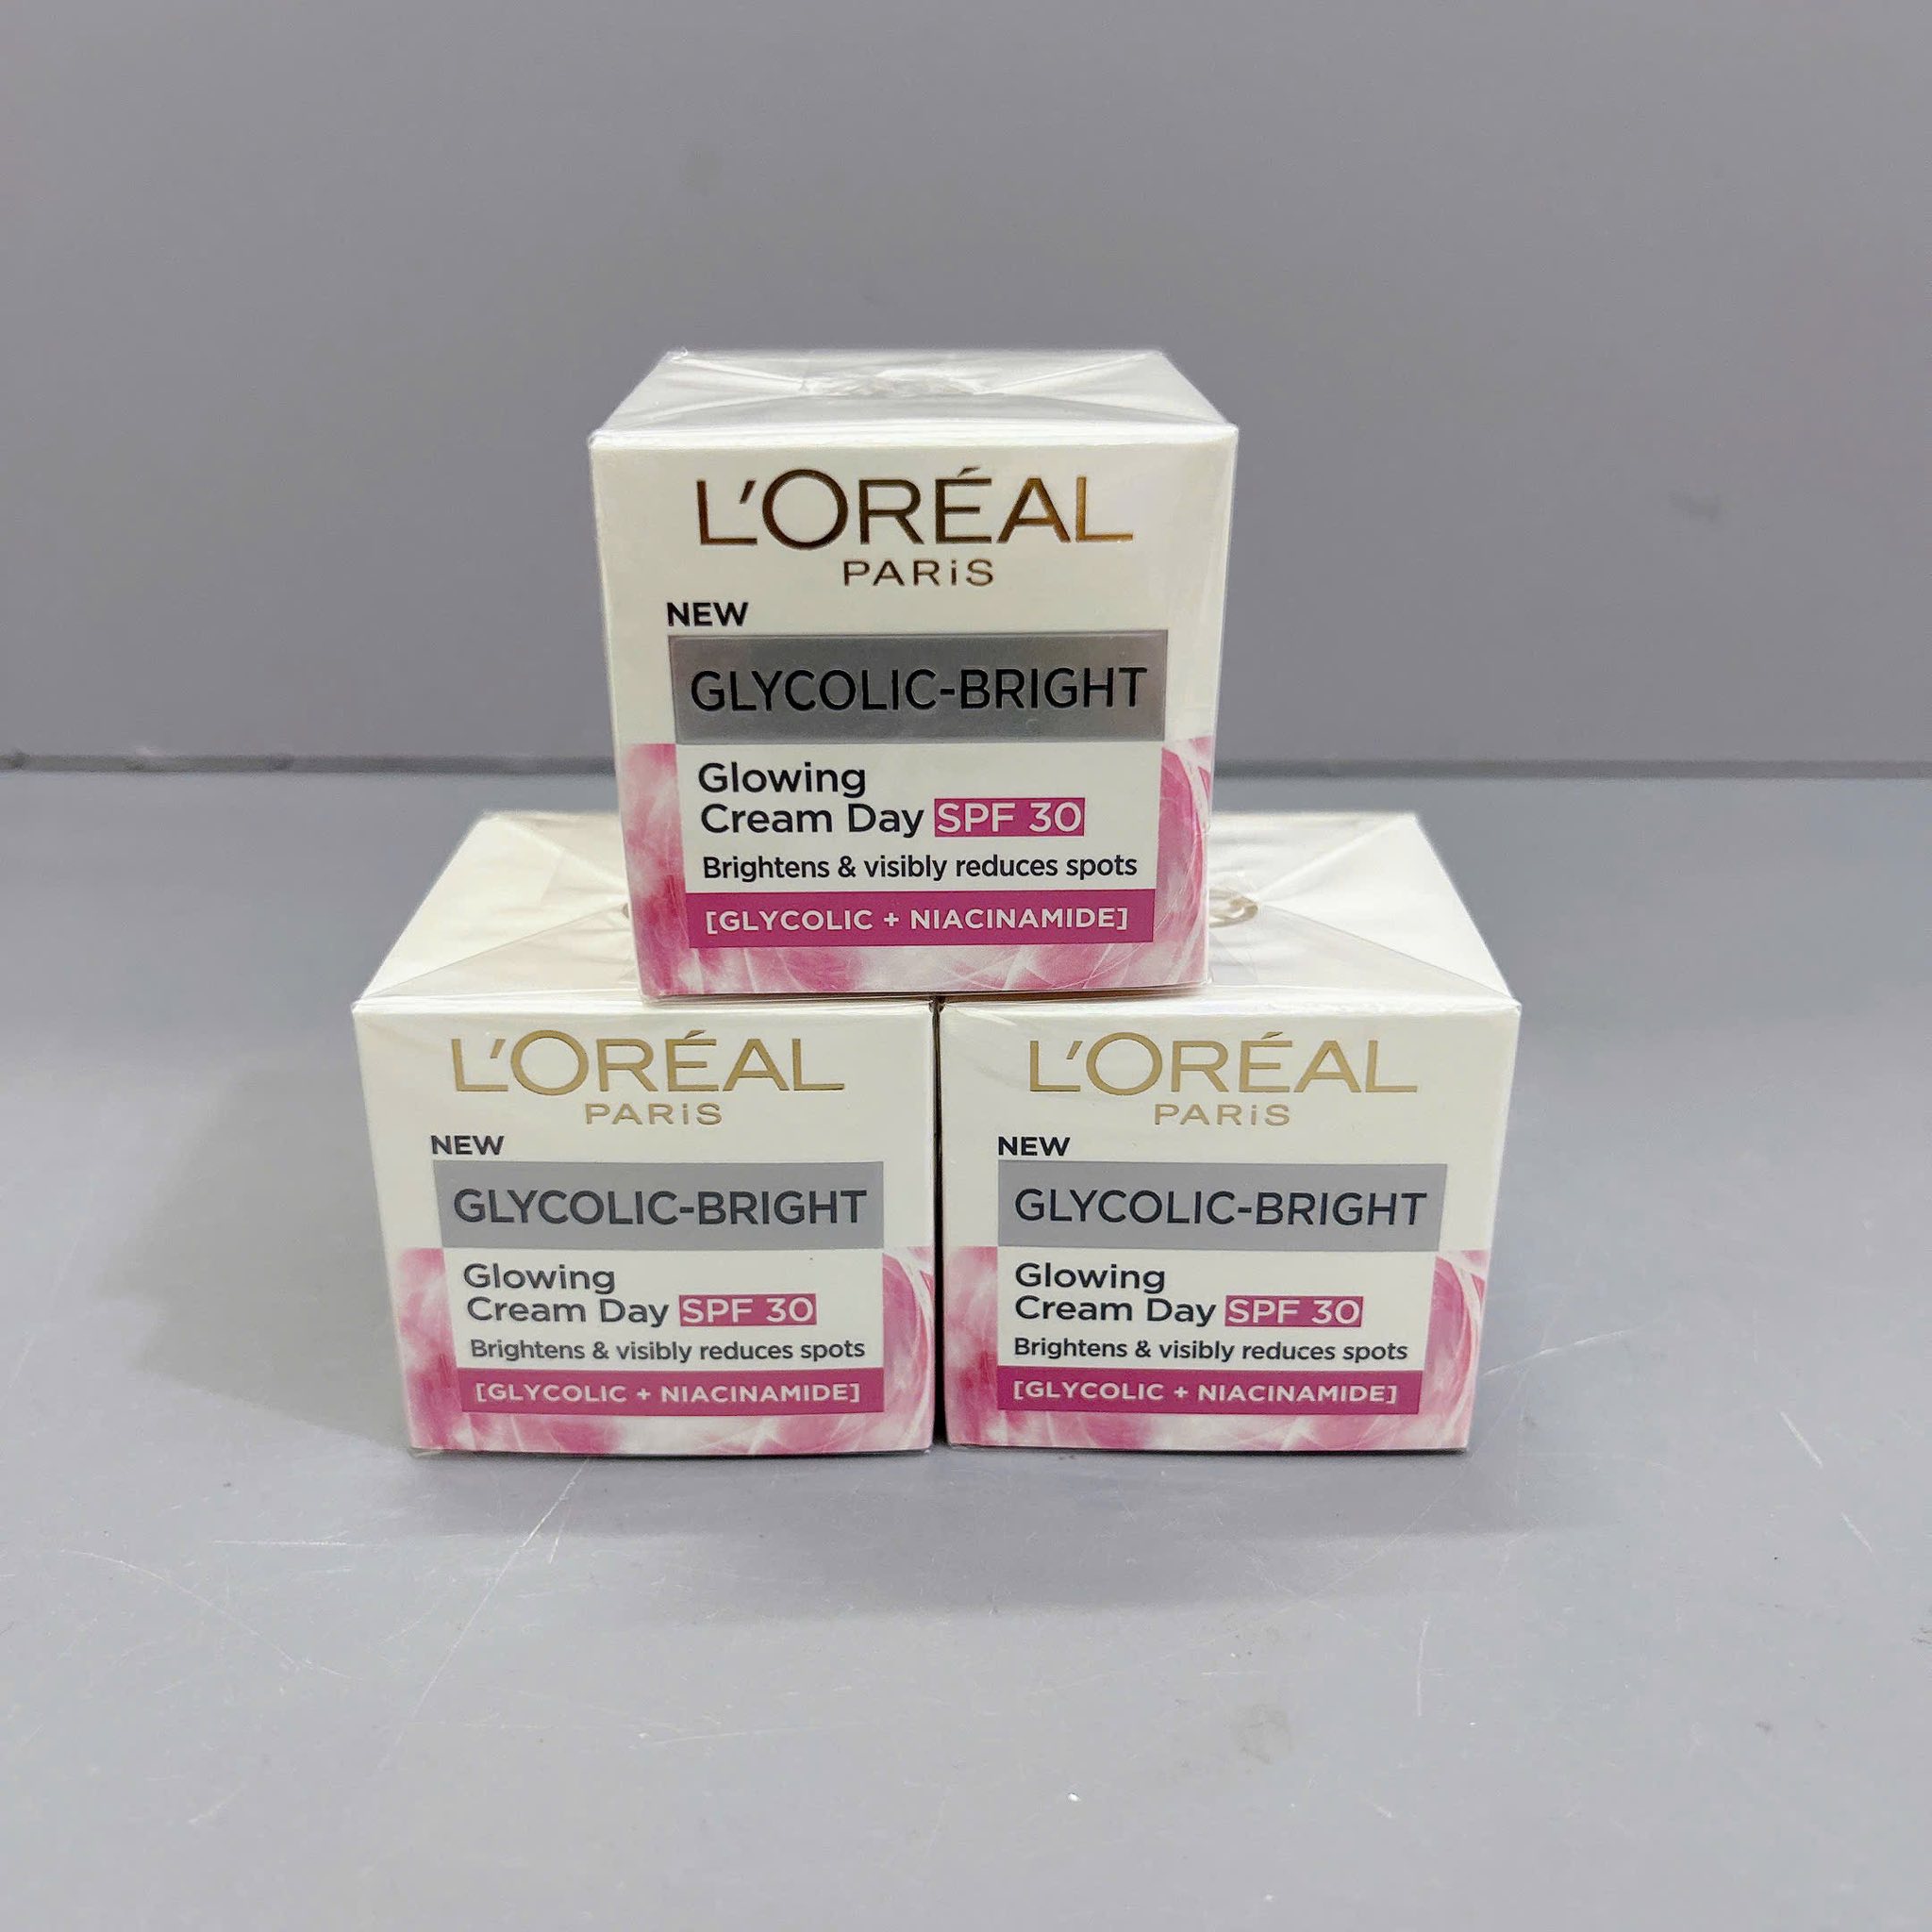 L'ORÉAL
PARiS
NEW
GLYCOLIC-BRIGHT
Glowing
Cream Day SPF 30
Brightens & visibly reduces spots
[GLYCOLIC + NIACINAMIDE]
L'ORÉAL
PARiS
NEW
GLYCOLIC-BRIGHT
Glowing
Cream Day SPF 30
Brightens & visibly reduces spots
[GLYCOLIC + NIACINAMIDE]
L'ORÉAL
PARiS
NEW
GLYCOLIC-BRIGHT
Glowing
Cream Day SPF 30
Brightens & visibly reduces spots
[GLYCOLIC + NIACINAMIDE]